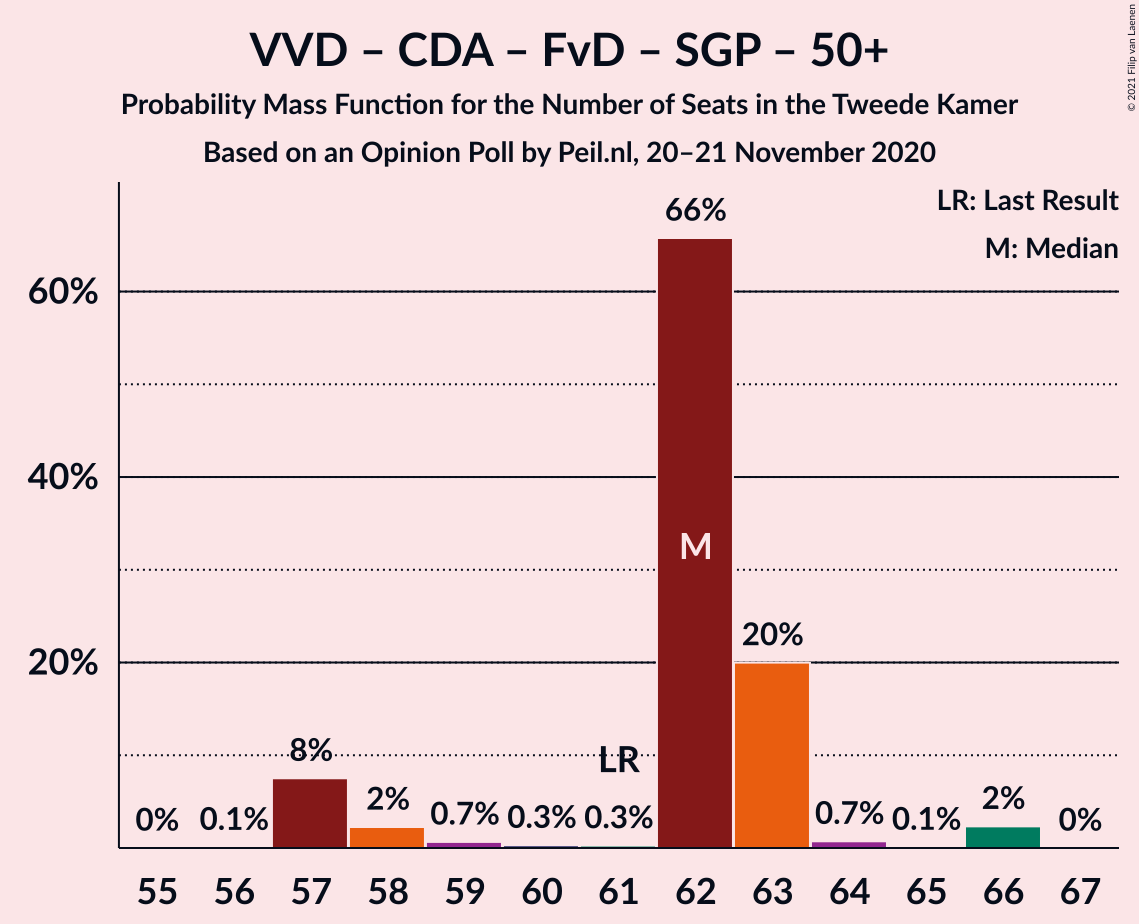 VVD – CDA – FvD – SGP – 50+
Probability Mass Function for the Number of Seats in the Tweede Kamer
Based on an Opinion Poll by Peil.nl, 20–21 November 2020
© 2021 Filip van Laenen
LR: Last Result
M: Median
60%
40%
20%
0% 0.1% 8% 2% 0.7% 0.3% 0.3% 66% 20% 0.7% 0.1% 2% 0%
LR
M
55 56 57 58 59 60 61 62 63 64 65 66 67